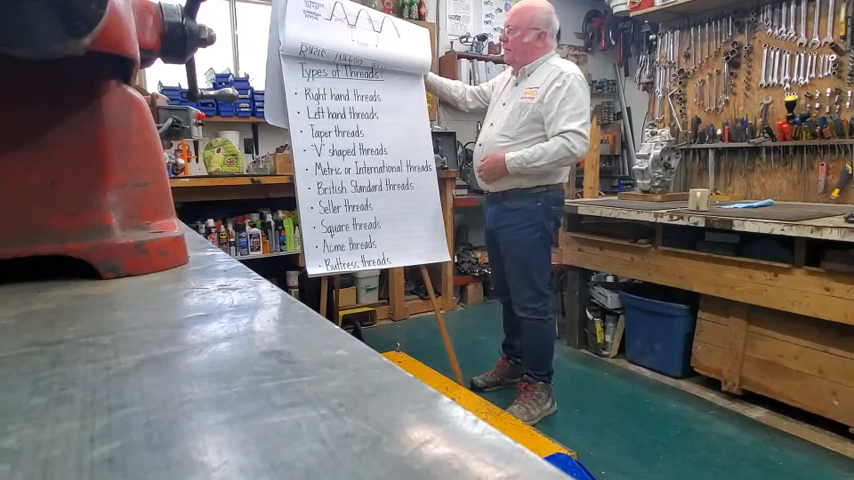 Types of Threads:
• Right hand threads
• Left hand threads
• Taper threads
• 'V' shaped threads
• Metric or International threads
• British Standard threads
• Seller threads
• Square threads
• Acme threads
• Buttress threads